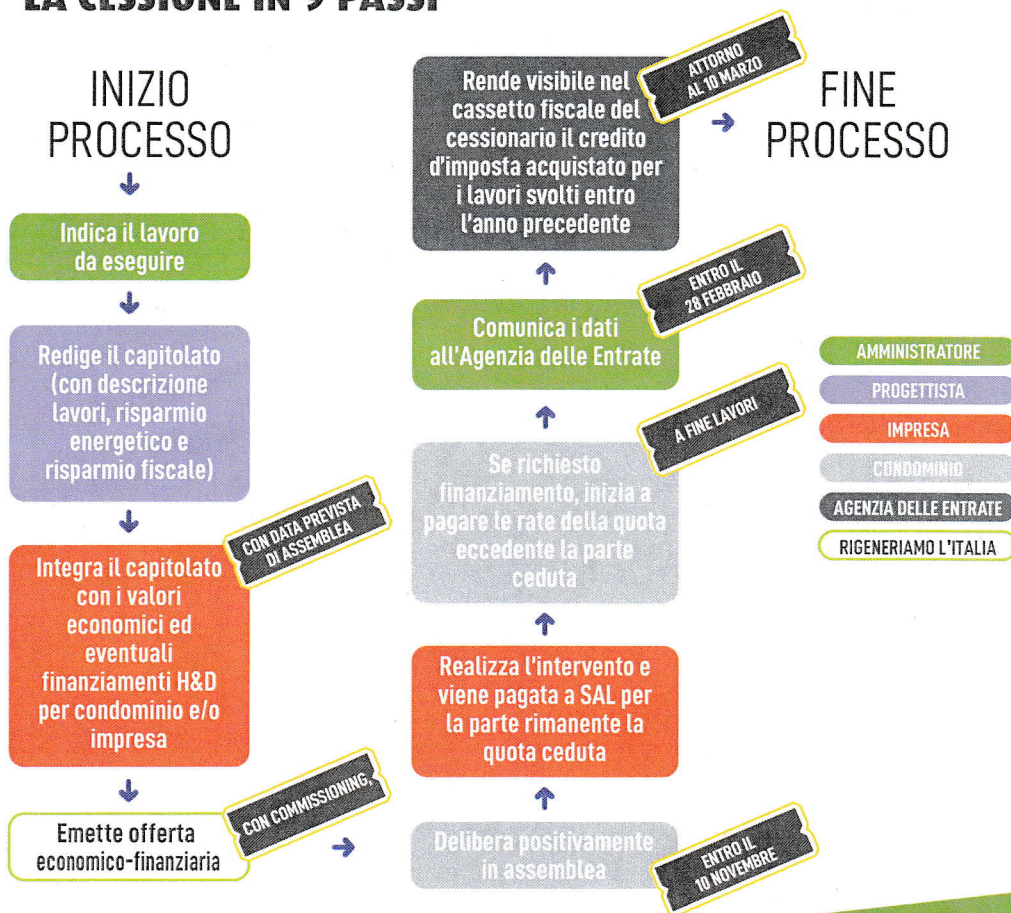 LA CESSIONE IN 9 PASSI
INIZIO
PROCESSO
Indica il lavoro
da eseguire
Redige il capitolato
(con descrizione
lavori, risparmio
energetico e
risparmio fiscale)
CON DATA PREVISTA
DI ASSEMBLEA
Integra il capitolato
con i valori
economici ed
eventuali
finanziamenti H&D
per condominio e/o
impresa
CON COMMISSIONING,
Emette offerta
economico-finanziaria
Delibera positivamente
in assemblea
ENTRO IL
10 NOVEMBRE
Realizza l'intervento e
viene pagata a SAL per
la parte rimanente la
quota ceduta
Se richiesto
finanziamento, inizia a
pagare le rate della quota
eccedente la parte
ceduta
A FINE LAVORI
Comunica i dati
all'Agenzia delle Entrate
ENTRO IL
28 FEBBRAIO
Rende visibile nel
cassetto fiscale del
cessionario il credito
d'imposta acquistato per
i lavori svolti entro
l'anno precedente
ATTORNO
AL 10 MARZO
FINE
PROCESSO
AMMINISTRATORE
PROGETTISTA
IMPRESA
CONDOMINIO
AGENZIA DELLE ENTRATE
RIGENERIAMO L'ITALIA